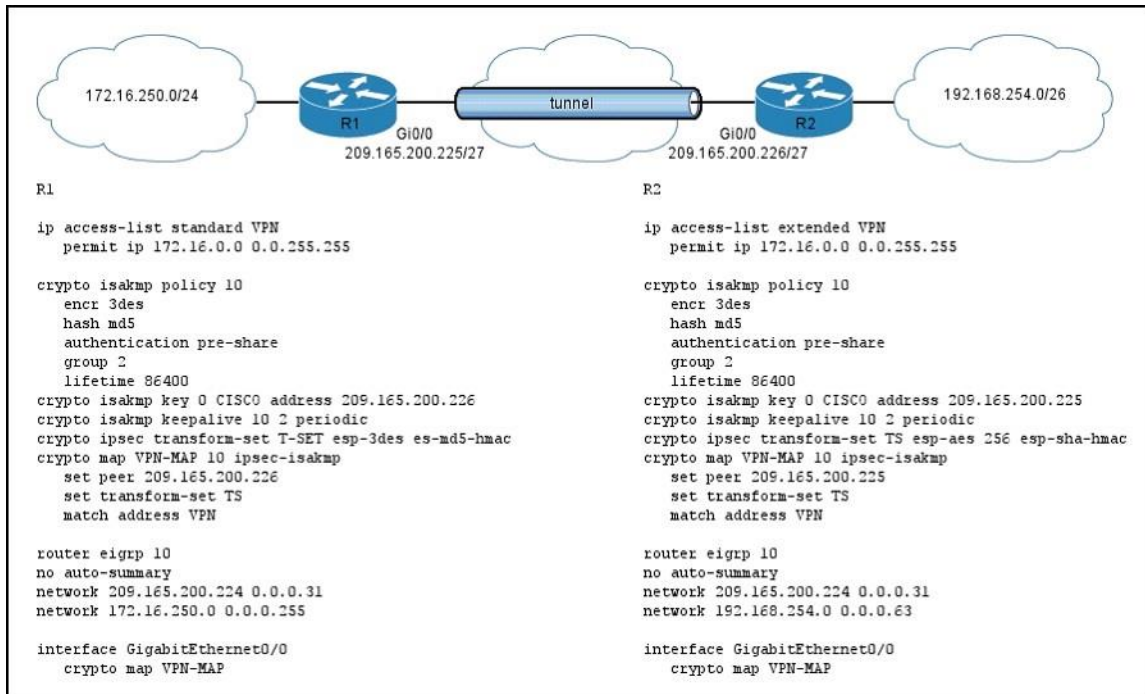 172.16.250.0/24
R1
Gi0/0
209.165.200.225/27
tunnel
Gi0/0
209.165.200.226/27
R2
192.168.254.0/26
R1
ip access-list standard VPN
permit ip 172.16.0.0 0.0.255.255
crypto isakmp policy 10
encr 3des
hash md5
authentication pre-share
group 2
lifetime 86400
crypto isakmp key 0 CISCO address 209.165.200.226
crypto isakmp keepalive 10 2 periodic
crypto ipsec transform-set T-SET esp-3des es-md5-hmac
crypto map VPN-MAP 10 ipsec-isakmp
set peer 209.165.200.226
set transform-set TS
match address VPN
router eigrp 10
no auto-summary
network 209.165.200.224 0.0.0.31
network 172.16.250.0 0.0.0.255
interface GigabitEthernet0/0
crypto map VPN-MAP
R2
ip access-list extended VPN
permit ip 172.16.0.0 0.0.255.255
crypto isakmp policy 10
encr 3des
hash md5
authentication pre-share
group 2
lifetime 86400
crypto isakmp key 0 CISCO address 209.165.200.225
crypto isakmp keepalive 10 2 periodic
crypto ipsec transform-set TS esp-aes 256 esp-sha-hmac
crypto map VPN-MAP 10 ipsec-isakmp
set peer 209.165.200.225
set transform-set TS
match address VPN
router eigrp 10
no auto-summary
network 209.165.200.224 0.0.0.31
network 192.168.254.0 0.0.0.63
interface GigabitEthernet0/0
crypto map VPN-MAP